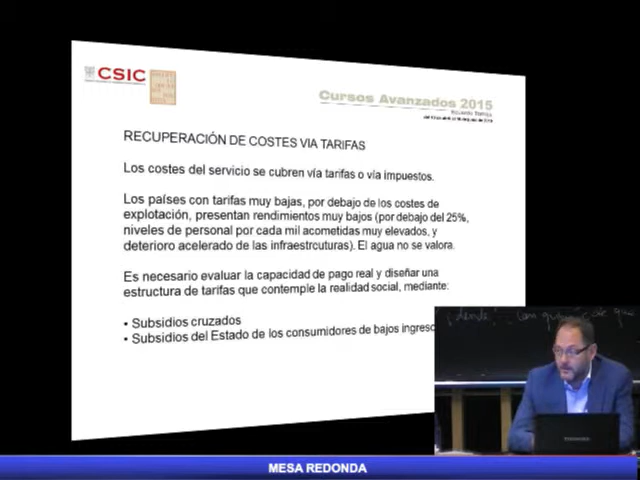 CSIC
Cursos Avanzados 2015
RECUPERACIÓN DE COSTES VIA TARIFAS
Los costes del servicio se cubren vía tarifas o vía impuestos.
Los países con tarifas muy bajas, por debajo de los costes de
explotación, presentan rendimientos muy bajos (por debajo del 25%,
niveles de personal por cada mil acometidas muy elevados, y
deterioro acelerado de las infraestrcuturas). El agua no se valora.
Es necesario evaluar la capacidad de pago real y diseñar una
estructura de tarifas que contemple la realidad social, mediante:
• Subsidios cruzados
• Subsidios del Estado de los consumidores de bajos ingreso
MESA REDONDA